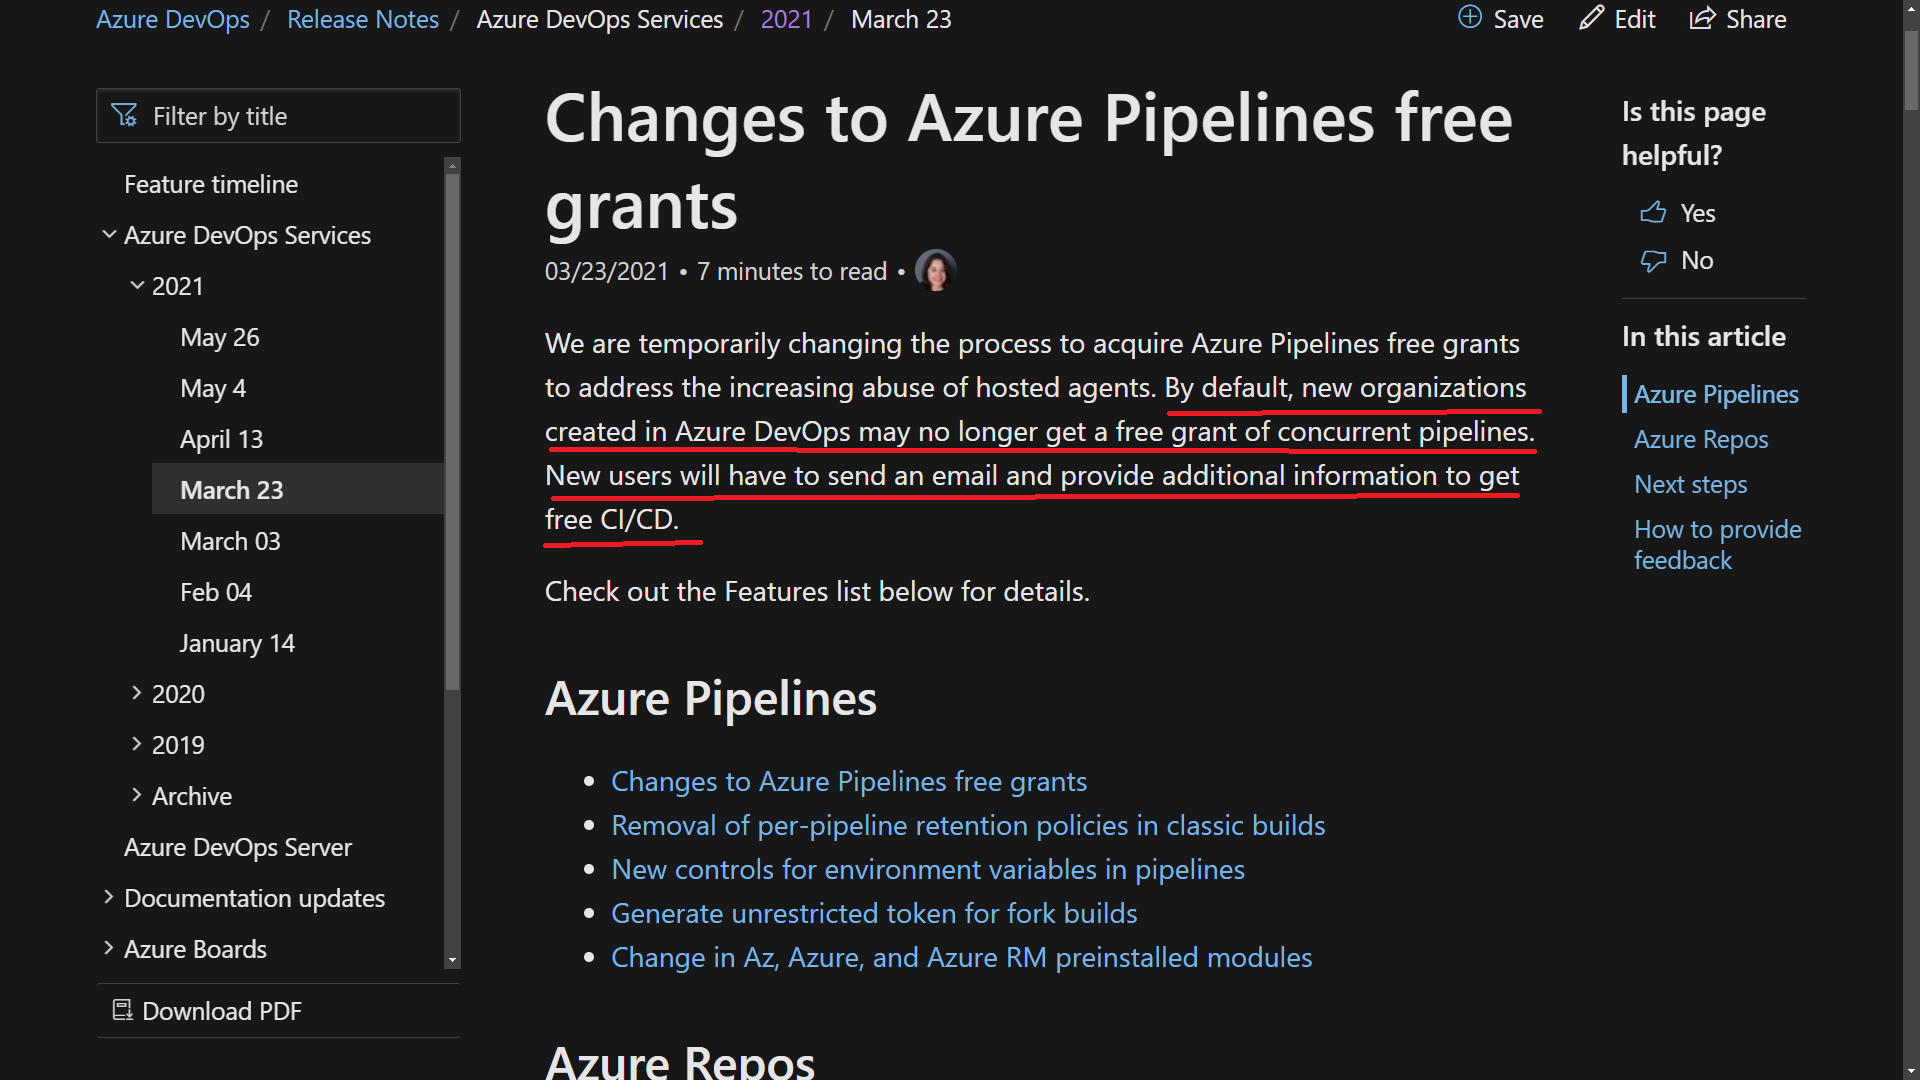 Azure DevOps / Release Notes / Azure DevOps Services / 2021 / March 23
Save Edit Share
Filter by title
Feature timeline
Azure DevOps Services
2021
May 26
May 4
April 13
March 23
March 03
Feb 04
January 14
2020
2019
Archive
Azure DevOps Server
Documentation updates
Azure Boards
Download PDF
Changes to Azure Pipelines free
grants
03/23/2021 • 7 minutes to read •
We are temporarily changing the process to acquire Azure Pipelines free grants
to address the increasing abuse of hosted agents. By default, new organizations
created in Azure DevOps may no longer get a free grant of concurrent pipelines.
New users will have to send an email and provide additional information to get
free CI/CD.
Check out the Features list below for details.
Azure Pipelines
• Changes to Azure Pipelines free grants
• Removal of per-pipeline retention policies in classic builds
• New controls for environment variables in pipelines
• Generate unrestricted token for fork builds
• Change in Az, Azure, and Azure RM preinstalled modules
Azure Repos
Is this page
helpful?
Yes
No
In this article
Azure Pipelines
Azure Repos
Next steps
How to provide
feedback